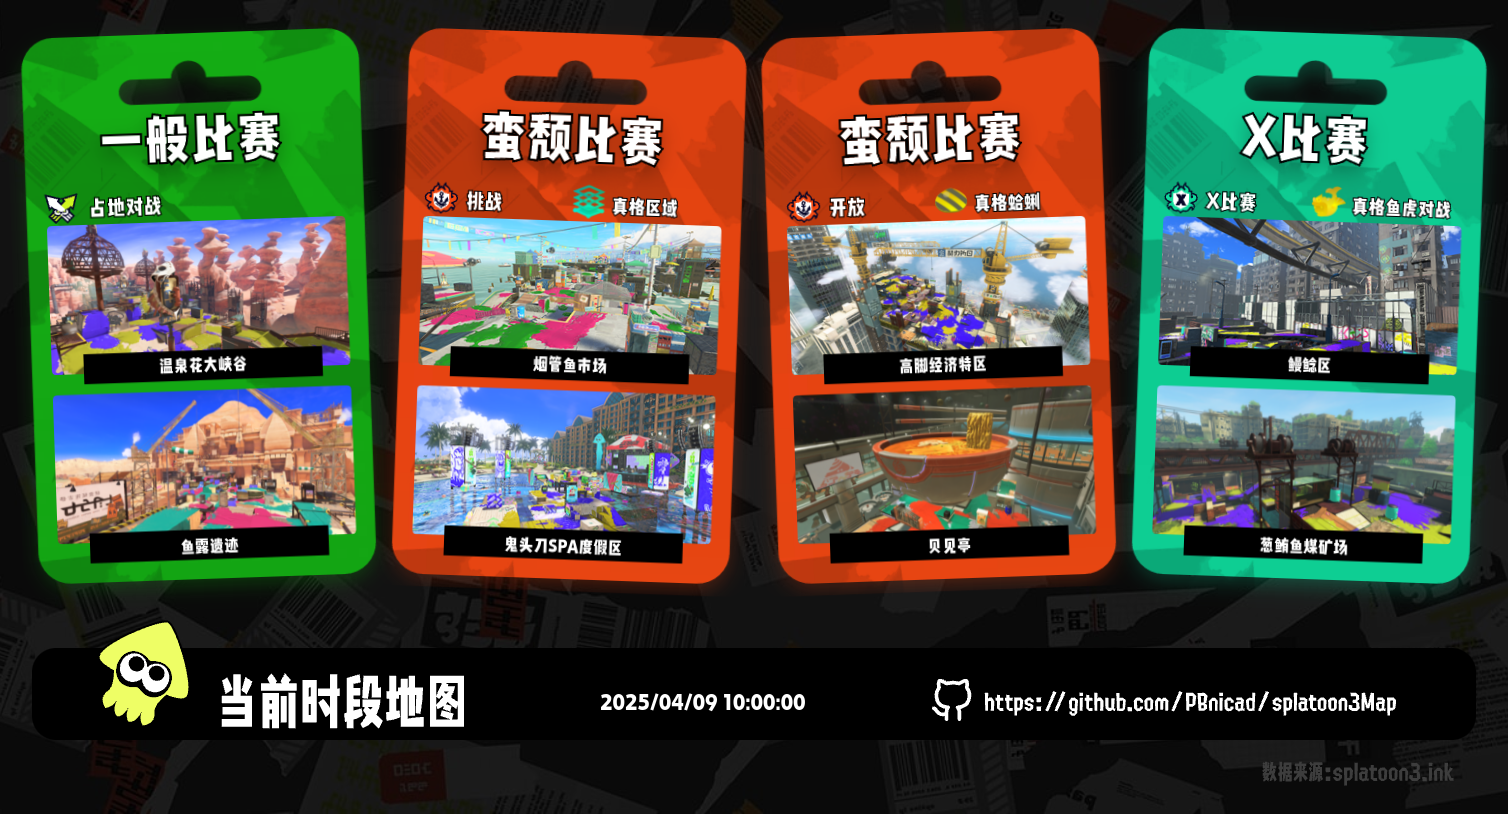 一般比赛
占地对战
温泉花大峡谷
鱼露遗迹
蛮颓比赛
挑战
真格区域
烟管鱼市场
鬼头刀SPA度假区
蛮颓比赛
开放
真格蛤蜊
高脚经济特区
贝见亭
X比赛
X比赛
真格鱼虎对战
鳗鲶区
葱鲔鱼煤矿场
当前时段地图
2025/04/09 10:00:00
https://github.com/PBnicad/splatoon3Map
数据来源:splatoon3.ink